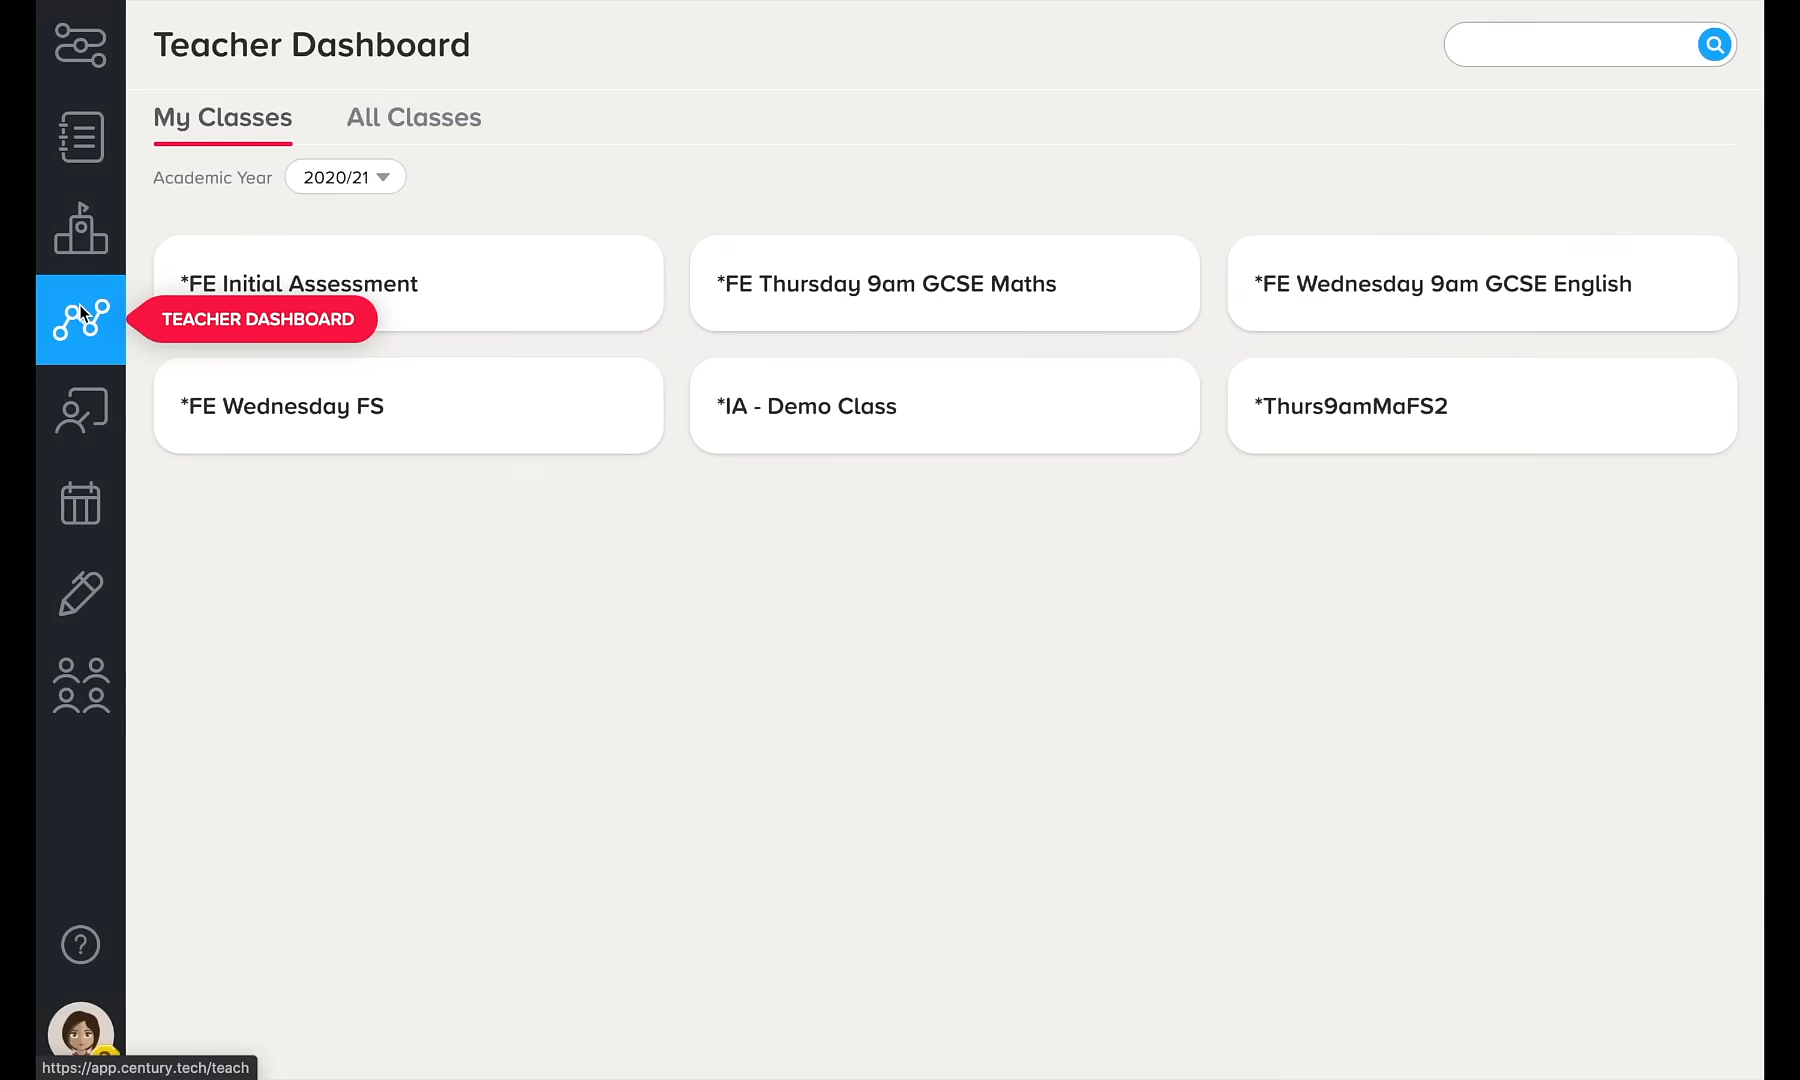 Teacher Dashboard
My Classes
All Classes
Academic Year
2020/21
*FE Initial Assessment
*FE Thursday 9am GCSE Maths
*FE Wednesday 9am GCSE English
TEACHER DASHBOARD
*FE Wednesday FS
*IA - Demo Class
*Thurs9amMaFS2
?
https://app.century.tech/teach